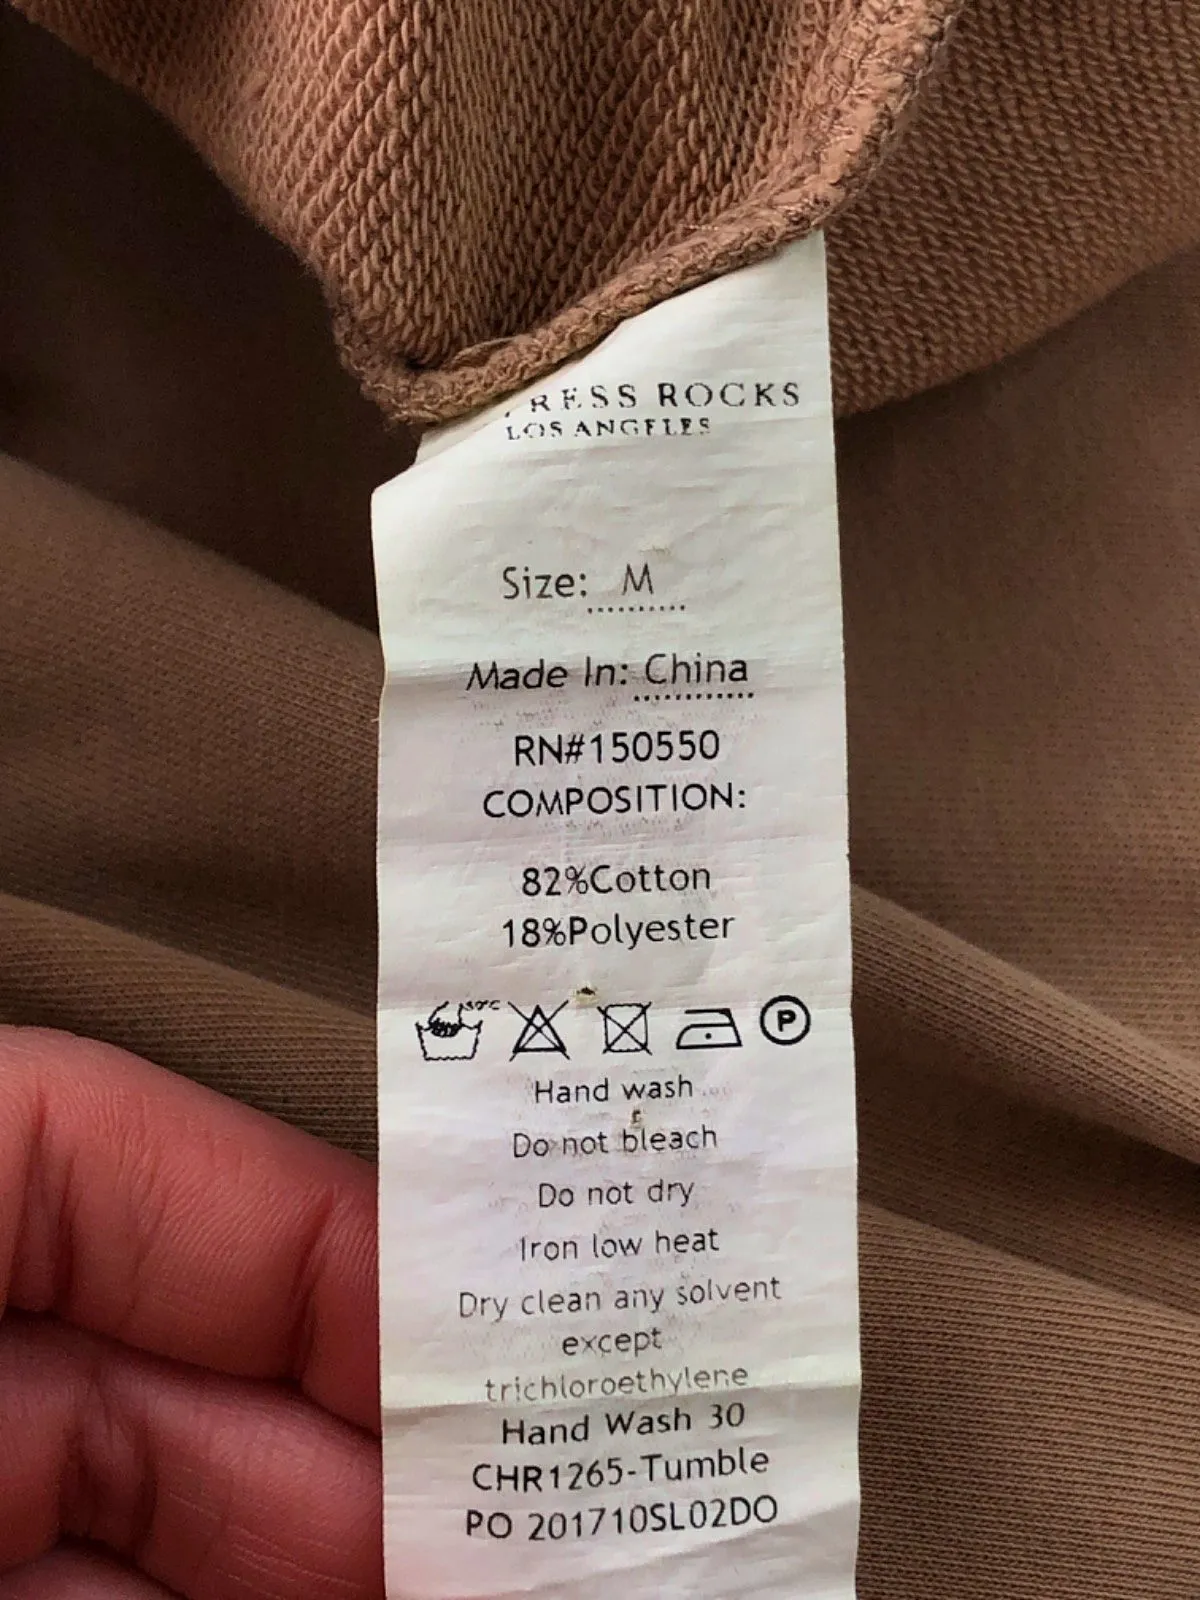 RESS ROCKS
LOS ANGELES
Size: M
Made In: China
RN#150550
COMPOSITION:
82%Cotton
18%Polyester
30°C
P
Hand wash
Do not bleach
Do not dry
Iron low heat
Dry clean any solvent
except
trichloroethylene
Hand Wash 30
CHR1265-Tumble
PO 201710SL02DO